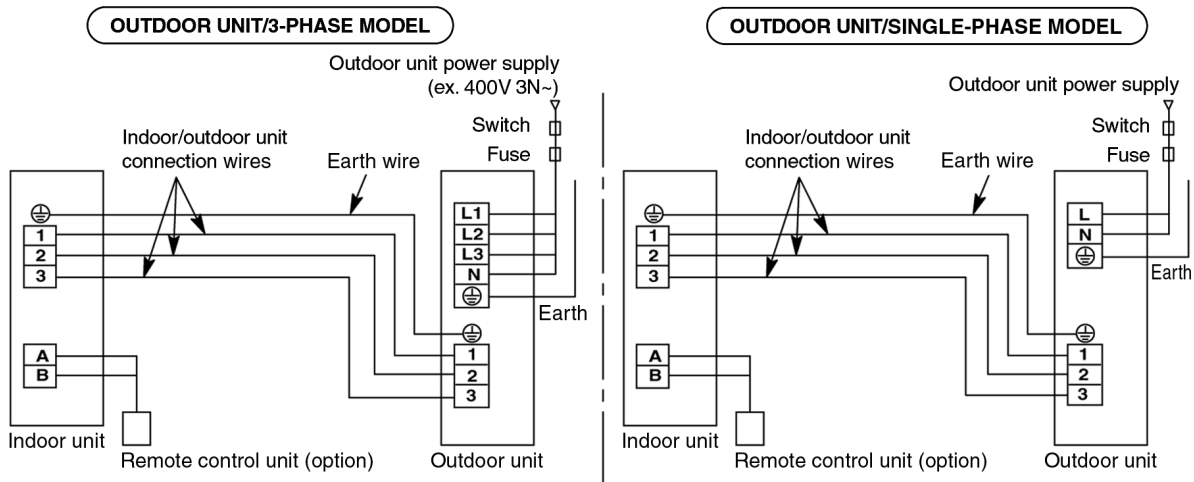 OUTDOOR UNIT/3-PHASE MODEL
Outdoor unit power supply
(ex. 400V 3N~)
Switch
Fuse
Indoor/outdoor unit
connection wires
Earth wire
1
2
3
A
B
L1
L2
L3
N
Earth
1
2
3
Indoor unit
Remote control unit (option)
Outdoor unit
OUTDOOR UNIT/SINGLE-PHASE MODEL
Outdoor unit power supply
Switch
Fuse
Indoor/outdoor unit
connection wires
Earth wire
1
2
3
A
B
L
N
Earth
1
2
3
Indoor unit
Remote control unit (option)
Outdoor unit